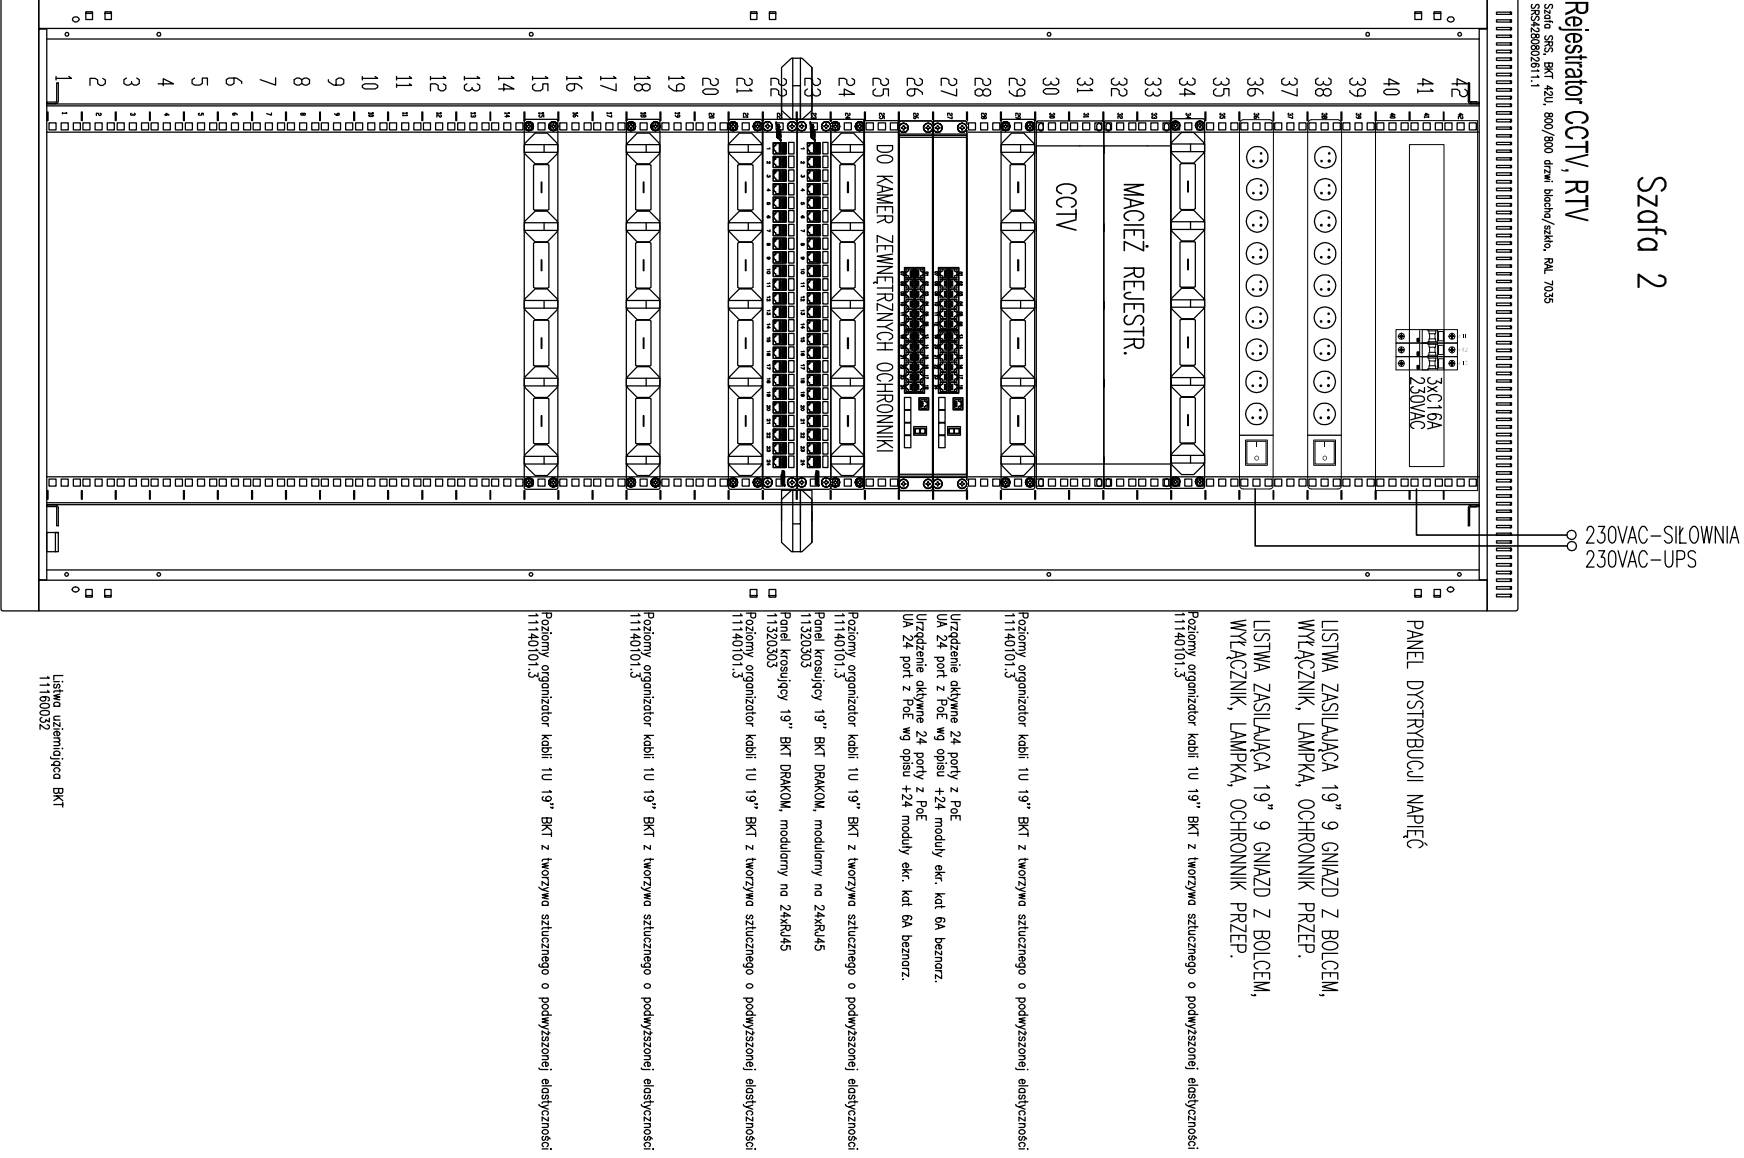 Szafa 2
Rejestrator CCTV, RTV
Szafa SRS, BKT 42U, 800/800 drzwi blacha/szkło, RAL 7035
SRS4280802611.1
42
41
40
39
38
37
36
35
34
33
32
31
30
29
28
27
26
25
24
23
22
21
20
19
18
17
16
15
14
13
12
11
10
9
8
7
6
5
4
3
2
1
3xC16A
230VAC
MACIEŻ REJESTR.
CCTV
DO KAMER ZEWNĘTRZNYCH OCHRONNIKI
230VAC-SIŁOWNIA
230VAC-UPS
PANEL DYSTRYBUCJI NAPIĘĆ
LISTWA ZASILAJĄCA 19" 9 GNIAZD Z BOLCEM,
WYŁĄCZNIK, LAMPKA, OCHRONNIK PRZEP.
LISTWA ZASILAJĄCA 19" 9 GNIAZD Z BOLCEM,
WYŁĄCZNIK, LAMPKA, OCHRONNIK PRZEP.
Poziomy organizator kabli 1U 19'' BKT z tworzywa sztucznego o podwyższonej elastyczności
11140101.3
Poziomy organizator kabli 1U 19'' BKT z tworzywa sztucznego o podwyższonej elastyczności
11140101.3
Urządzenie aktywne 24 porty z PoE
UA 24 port z PoE wg opisu +24 moduły ekr. kat 6A beznarz.
Urządzenie aktywne 24 porty z PoE
UA 24 port z PoE wg opisu +24 moduły ekr. kat 6A beznarz.
Poziomy organizator kabli 1U 19'' BKT z tworzywa sztucznego o podwyższonej elastyczności
11140101.3
Panel krosujący 19'' BKT DRAKOM, modularny na 24xRJ45
11320303
Panel krosujący 19'' BKT DRAKOM, modularny na 24xRJ45
11320303
Poziomy organizator kabli 1U 19'' BKT z tworzywa sztucznego o podwyższonej elastyczności
11140101.3
Poziomy organizator kabli 1U 19'' BKT z tworzywa sztucznego o podwyższonej elastyczności
11140101.3
Poziomy organizator kabli 1U 19'' BKT z tworzywa sztucznego o podwyższonej elastyczności
11140101.3
Listwa uziemiająca BKT
11160032